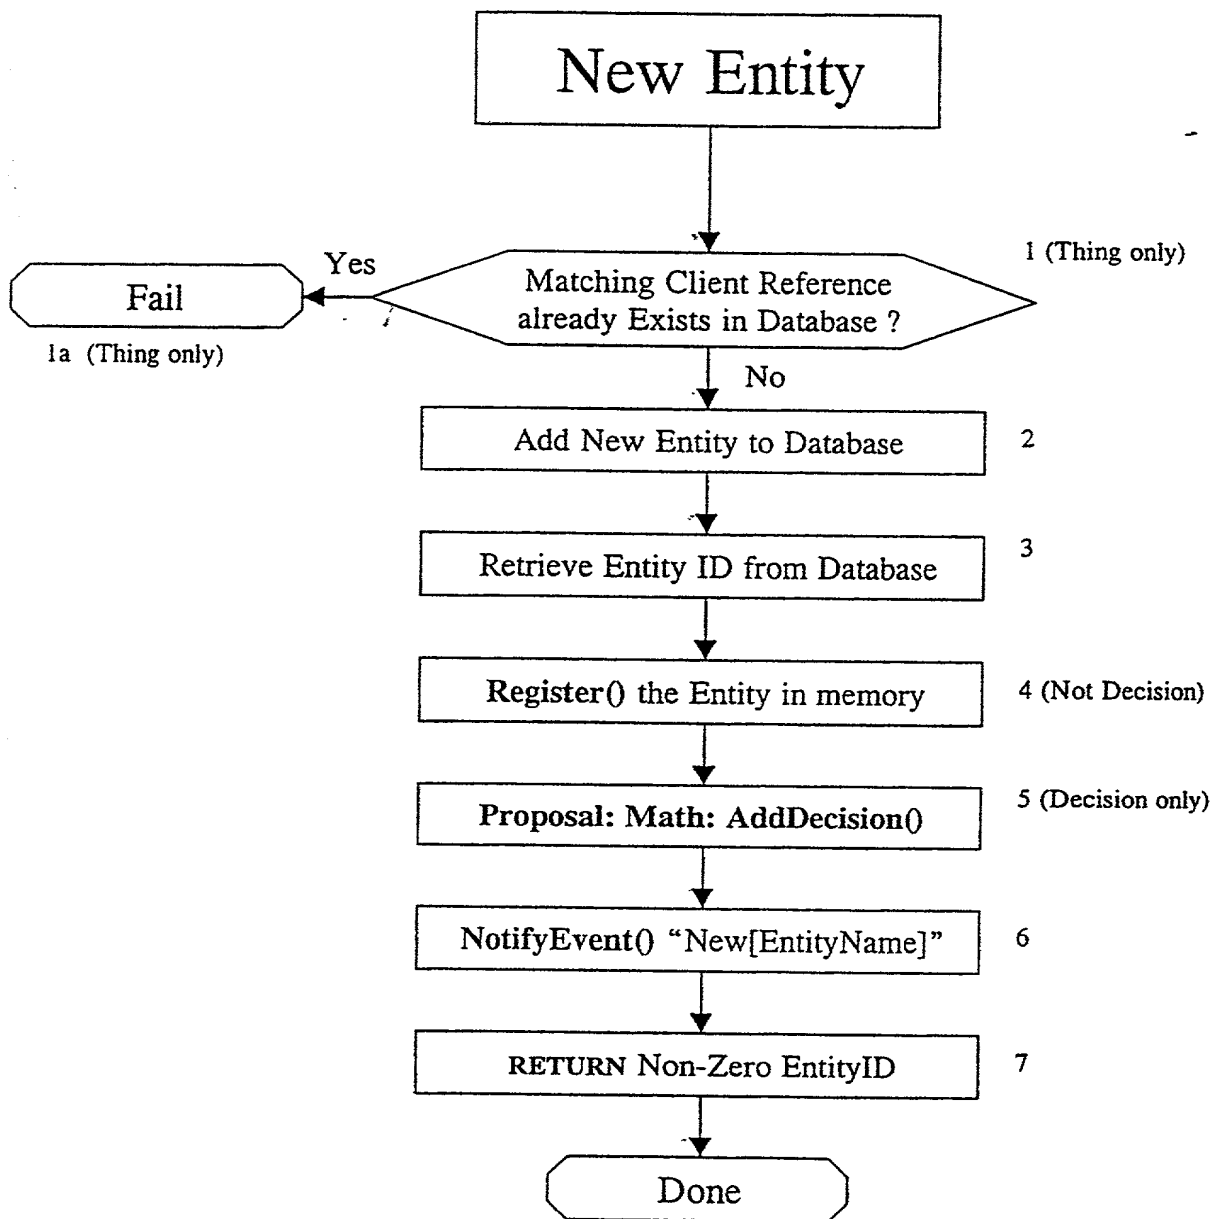 New Entity
1 (Thing only)
Yes
Matching Client Reference
already Exists in Database ?
Fail
1a (Thing only)
No
Add New Entity to Database
2
Retrieve Entity ID from Database
3
Register() the Entity in memory
4 (Not Decision)
Proposal: Math: AddDecision()
5 (Decision only)
NotifyEvent() “New[EntityName]”
6
RETURN Non-Zero EntityID
7
Done